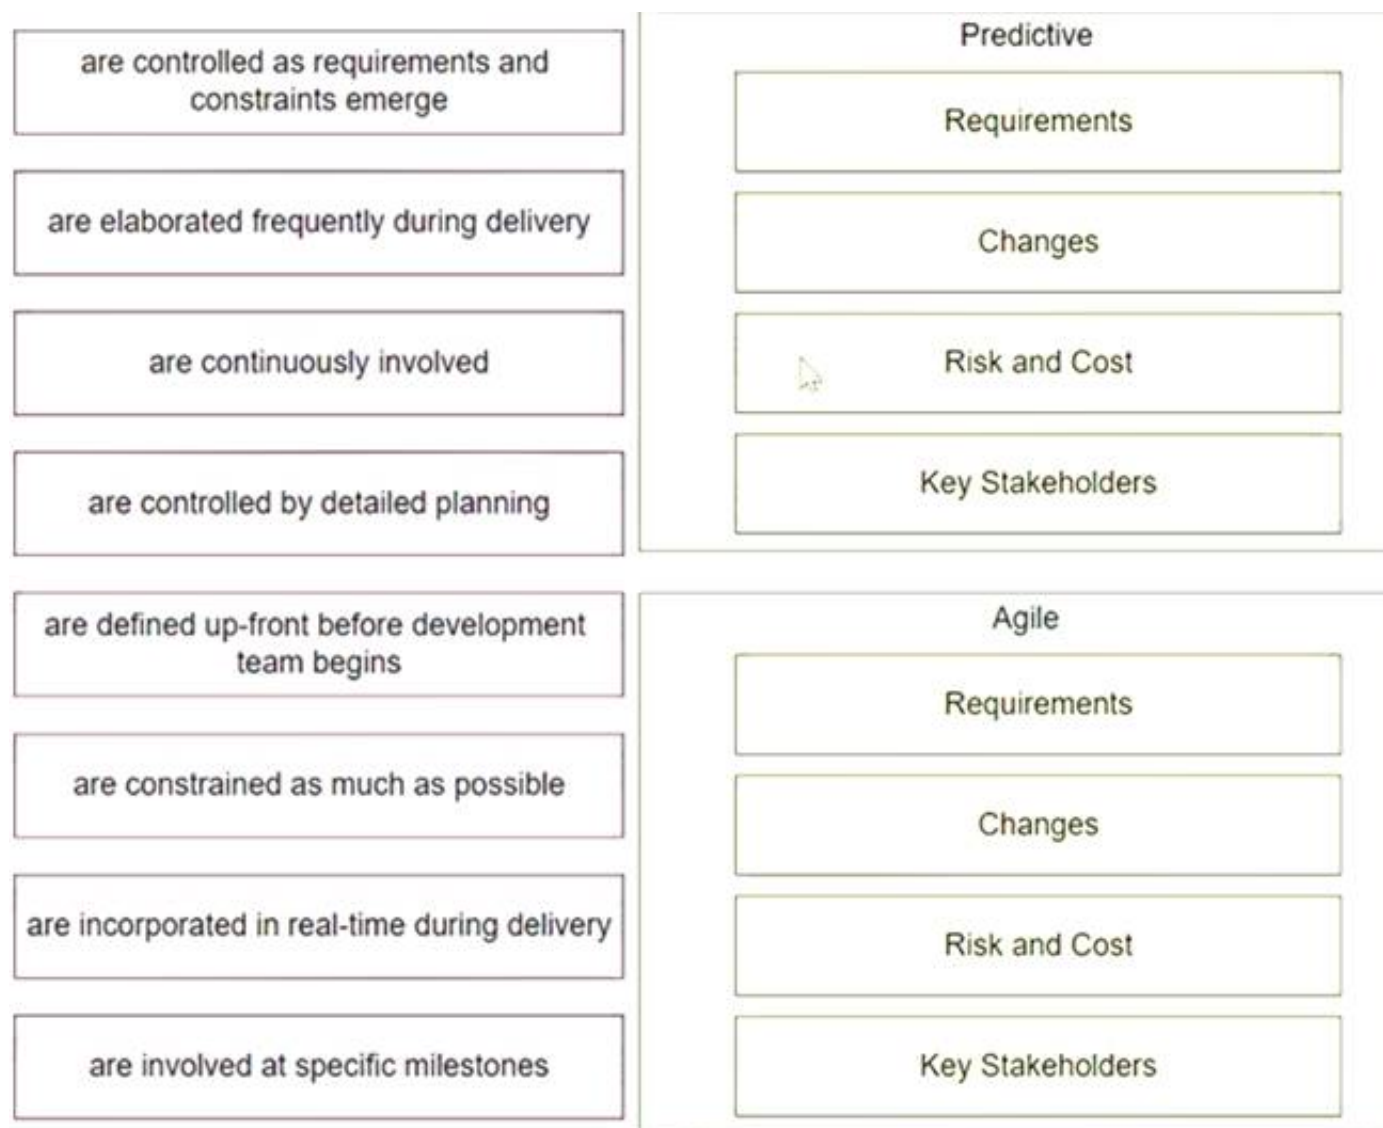 are controlled as requirements and
constraints emerge
are elaborated frequently during delivery
are continuously involved
are controlled by detailed planning
are defined up-front before development
team begins
are constrained as much as possible
are incorporated in real-time during delivery
are involved at specific milestones
Predictive
Requirements
Changes
Risk and Cost
Key Stakeholders
Agile
Requirements
Changes
Risk and Cost
Key Stakeholders